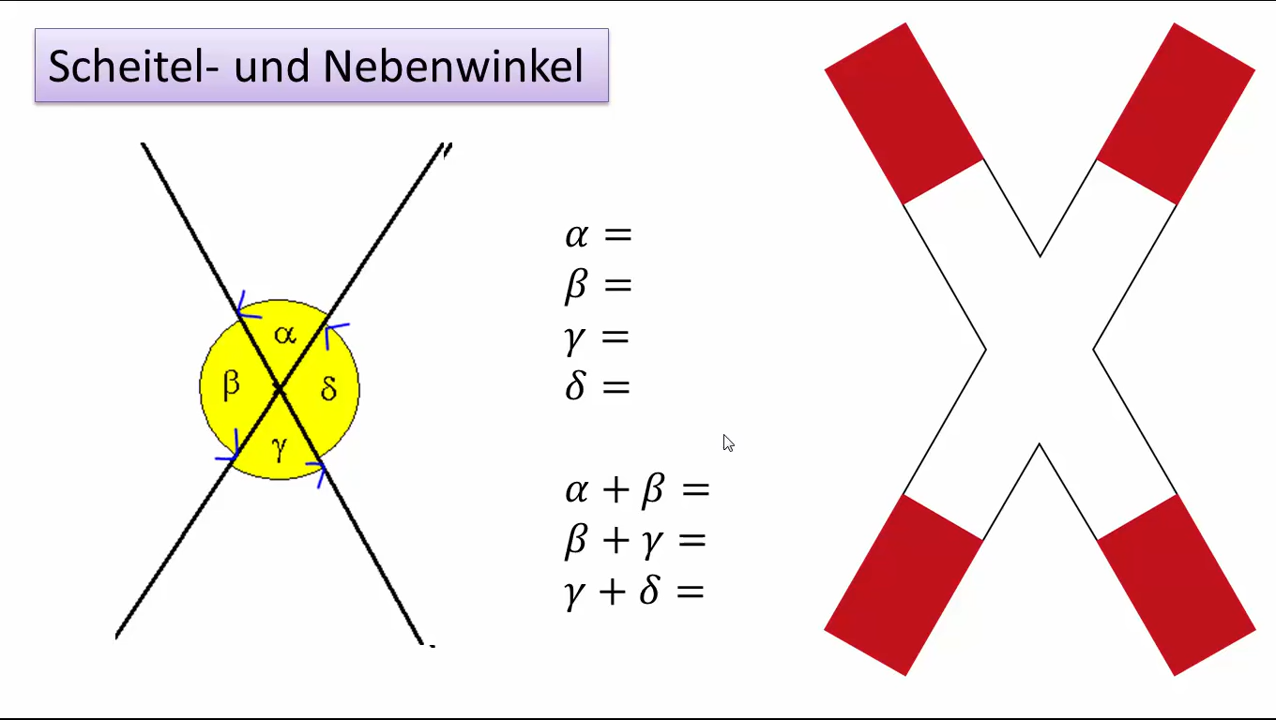 Scheitel- und Nebenwinkel
α
β
δ
γ
α =
β =
γ =
δ =
α + β =
β + γ =
γ + δ =